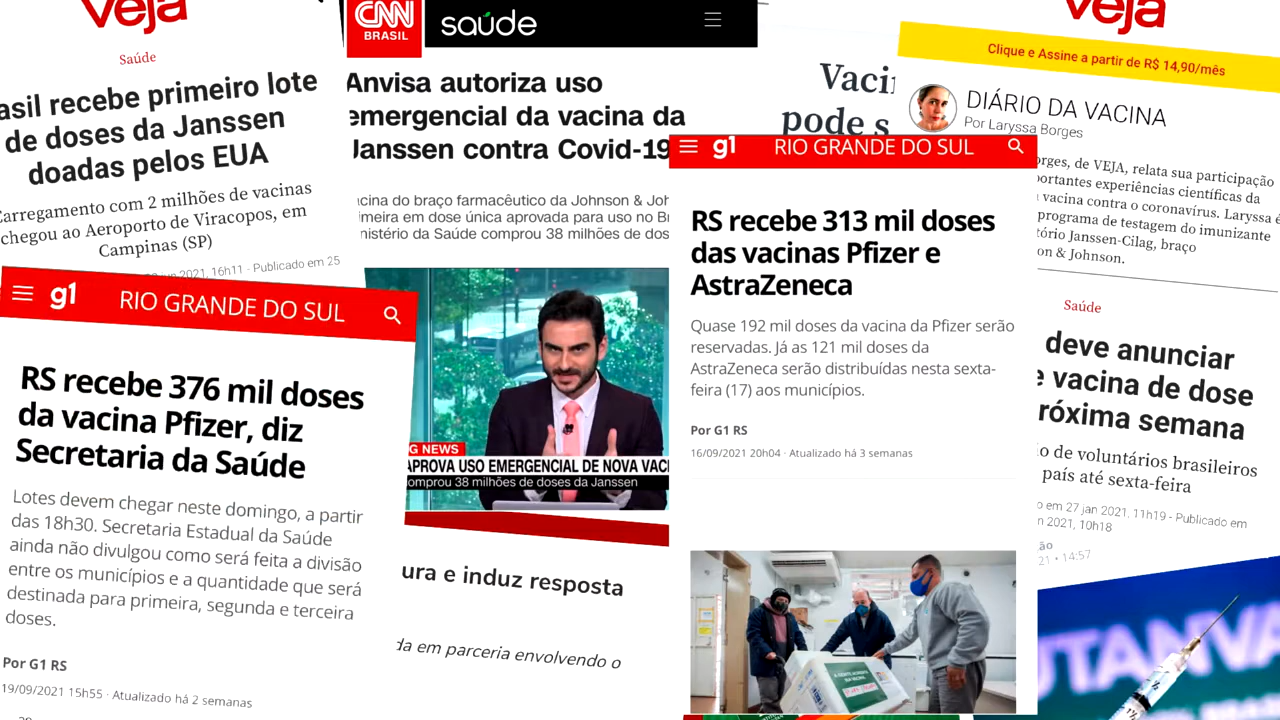 veja
Saúde
asil recebe primeiro lote
de doses da Janssen
doadas pelos EUA
Carregamento com 2 milhões de vacinas
chegou ao Aeroporto de Viracopos, em
Campinas (SP)
jun 2021, 16h11 - Publicado em 25
CNN
BRASIL
saúde
Anvisa autoriza uso
emergencial da vacina da
Janssen contra Covid-19
acina do braço farmacêutico da Johnson & Joh
imeira em dose única aprovada para uso no B
nistério da Saúde comprou 38 milhões de dos
G NEWS
APROVA USO EMERGENCIAL DE NOVA VACI
omprou 38 milhões de doses da Janssen
ura e induz resposta
da em parceria envolvendo o
g1
RIO GRANDE DO SUL
RS recebe 376 mil doses
da vacina Pfizer, diz
Secretaria da Saúde
Lotes devem chegar neste domingo, a partir
das 18h30. Secretaria Estadual da Saúde
ainda não divulgou como será feita a divisão
entre os municípios e a quantidade que será
destinada para primeira, segunda e terceira
doses.
Por G1 RS
19/09/2021 15h55 · Atualizado há 2 semanas
Vaci
pode s
g1
RIO GRANDE DO SUL
RS recebe 313 mil doses
das vacinas Pfizer e
AstraZeneca
Quase 192 mil doses da vacina da Pfizer serão
reservadas. Já as 121 mil doses da
AstraZeneca serão distribuídas nesta sexta-
feira (17) aos municípios.
Por G1 RS
16/09/2021 20h04 · Atualizado há 3 semanas
veja
Clique e Assine a partir de R$ 14,90/mês
DIÁRIO DA VACINA
Por Laryssa Borges
orges, de VEJA, relata sua participação
portantes experiências científicas da
vacina contra o coronavírus. Laryssa é
programa de testagem do imunizante
tório Janssen-Cilag, braço
on & Johnson.
Saúde
deve anunciar
e vacina de dose
róxima semana
o de voluntários brasileiros
país até sexta-feira
o em 27 jan 2021, 11h19 - Publicado em
n 2021, 10h18
ão
21 • 14:57
UTANVA